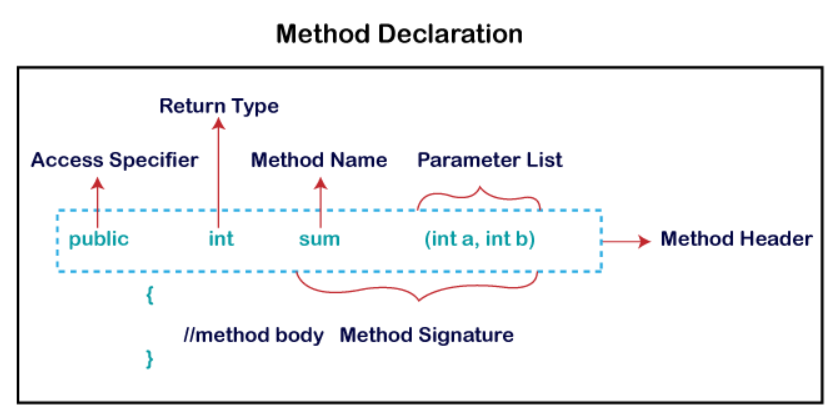 Method Declaration
Return Type
Access Specifier Method Name Parameter List
public int sum (int a, int b) Method Header
{
//method body Method Signature
}